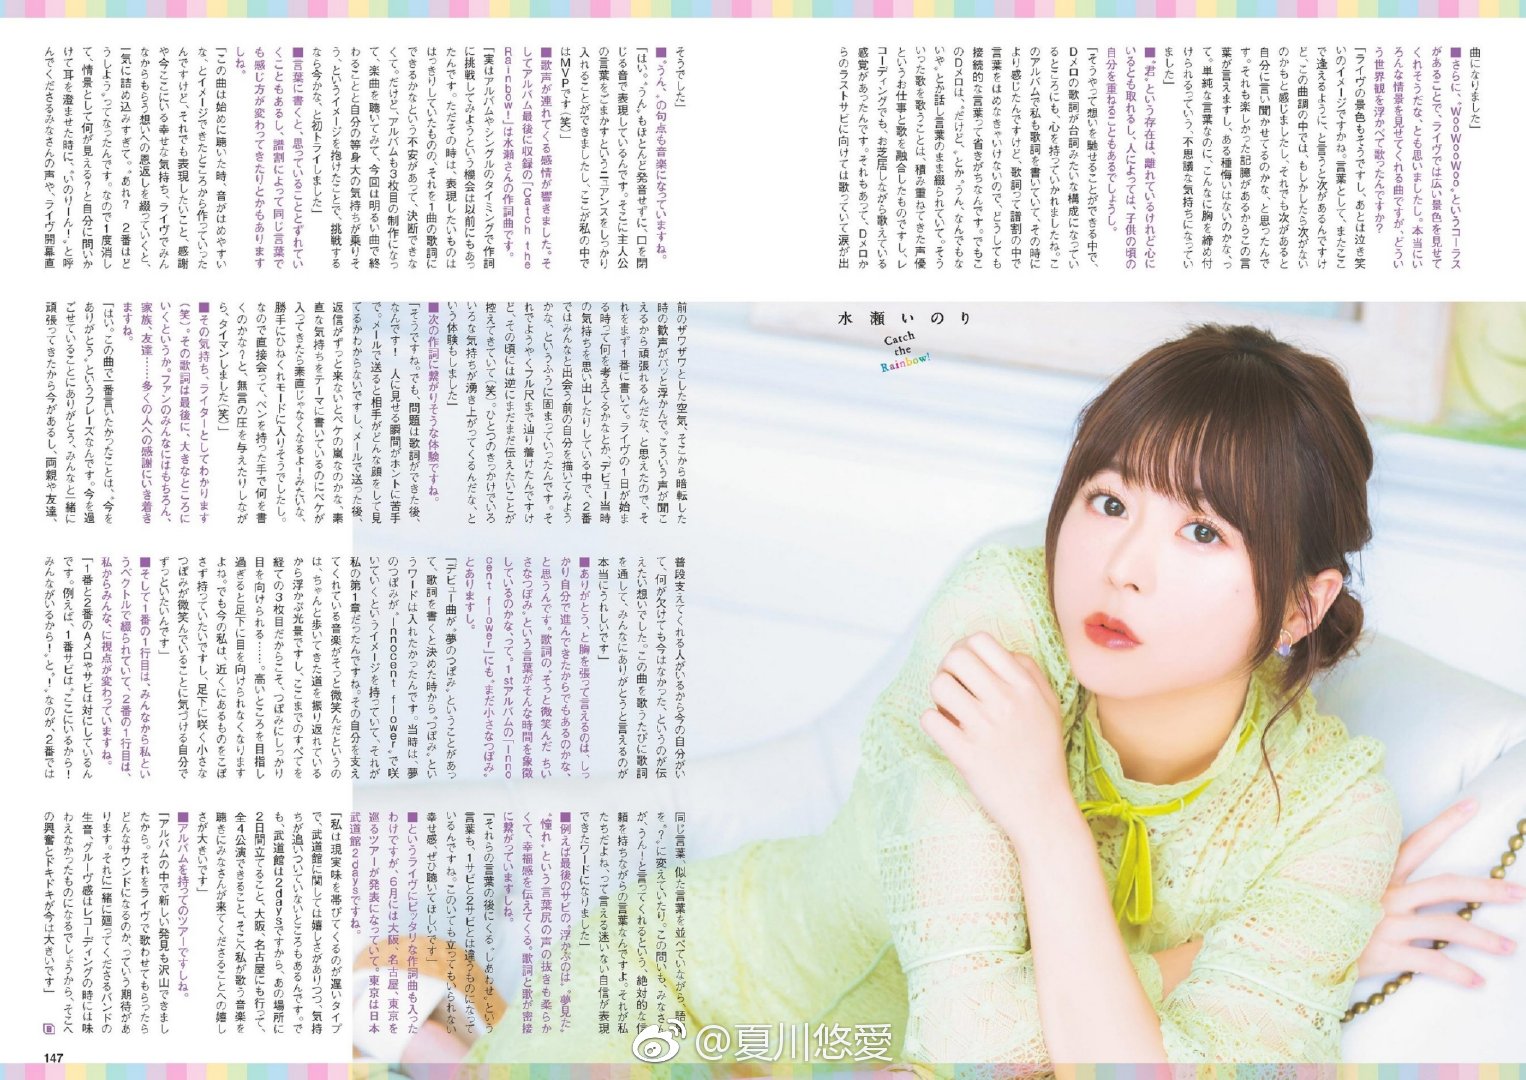 曲になりました」
■さらに、"WooWooWoo"というコーラス
があることで、ライヴでは広い景色を見せて
くれそうだな、とも思いましたし。本当にい
ろんな情景を見せてくれる曲ですが、どうい
う世界観を浮かべて歌ったんですか？
「ライヴの景色もそうですし、あとは泣き笑
いのイメージですかね。言葉として、またここ
で逢えるように、と言うと次があるんですけ
ど、この曲調の中では、もしかしたら次がない
のかもと感じましたし、それでも次があると
自分に言い聞かせてるのかな、と思ったんで
す。それも楽しかった記憶があるからこの言
葉が言えますし、ある種悔いはないのかなっ
て。単純な言葉なのに、こんなに胸を締め付
けられるっていう、不思議な気持ちになってい
ました」
■"君"という存在は、離れているけれど心に
いるとも取れるし、人によっては、子供の頃の
自分を重ねることもあるでしょうし。
「そうやって想いを馳せることができる中で、
Dメロの歌詞が台詞みたいな構成になってい
るところにも、心を持っていかれましたね。こ
のアルバムで私も歌詞を書いていて、その時に
より感じたんですけど、歌詞って譜割の中で
言葉をはめなきゃいけないので、どうしても
接続的な言葉って省きがちなんです。でもこ
のDメロは、"だけど"、とか"うん、なんでもな
いや"とか話し言葉のまま綴られていて。そう
いった歌を歌うことは、積み重ねてきた声優
というお仕事と歌を融合したものですし、レ
コーディングでも、お芝居しながら歌えている
感覚があったんです。それもあって、Dメロか
らのラストサビに向けては歌っていて涙が出
そうでした」
■"うん、"の句点も音楽になっていますね。
「はい。"うん"もほとんど発音せずに、口を閉
じる音で表現しているんです。そこに主人公
の言葉をごまかすというニュアンスをしっかり
入れることができましたし、ここが私の中で
はMVPです（笑）」
■歌声が連れてくる感情が響きました。そ
してアルバム最後に収録の「Catch the
Rainbow!」は水瀬さんの作詞曲です。
「実はアルバムやシングルのタイミングで作詞
に挑戦してみようという機会は以前にもあっ
たんです。ただその時は、表現したいものは
はっきりしていたものの、それを1曲の歌詞に
できるかなという不安があって、決断できな
くて。だけど、アルバムも3枚目の制作になっ
て、楽曲を聴いてみて、今回は明るい曲で終
わることと自分の等身大の気持ちが乗りそ
う、というイメージを抱けたことで、挑戦する
なら今かな、と初トライしました」
■言葉に書くと、思っていることとずれてい
くこともあるし、譜割によって同じ言葉で
も感じ方が変わってきたりとかもあります
しね。
「この曲は始めに聴いた時、音がはめやすい
な、とイメージできたところから作っていった
んですけど、それでも表現したいこと、感謝
や今ここにいる幸せな気持ち、ライヴでみん
なからもらう想いへの恩返しを綴っていくと、
一気に詰め込みすぎて。"あれ？　2番はど
うしよう"ってなったんです。なので1度消し
て、情景として何が見える？と自分に問いか
けて耳を澄ませた時に、"いのりーん！"と呼
んでくださるみなさんの声や、ライヴ開幕直
水瀬いのり
Catch
the
Rainbow!
前のザワザワとした空気、そこから暗転した
時の歓声がパッと浮かんで。こういう声が聞こ
えるから頑張れるんだな、と思えたので、そ
れをまず1番に書いて。ライヴの1日が始ま
る時って何を考えてるかなとか、デビュー当時
の気持ちを思い出したりしている中で、2番
ではみんなと出会う前の自分を描いてみよう
かな、というふうに固まっていったんです。そ
れでようやくフル尺まで辿り着けたんですけ
ど、その頃には逆にまだまだ伝えたいことが
控えてきていて（笑）。ひとつのきっかけでいろ
いろな気持ちが湧き上がってくるんだな、と
いう体験もしました」
■次の作詞に繋がりそうな体験ですね。
「そうですね。でも、問題は歌詞ができた後、
なんです！　人に見せる瞬間がホントに苦手
で。メールで送ると相手がどんな顔をして見
てるかわからないですし、メールで送った後、
返信がずっと来ないとペケの嵐なのかな、素
直な気持ちをテーマに書いているのにペケが
入ってきたら素直じゃなくなるよ！みたいな、
勝手にひねくれモードに入りそうでしたし。
なので直接会って、ペンを持った手で何を書
くのかな？と、無言の圧を与えたりしなが
ら、タイマンしました（笑）」
■その気持ち、ライターとしてわかります
（笑）。その歌詞は最後に、大きなところに
いくというか。ファンのみんなにはもちろん、
家族、友達……多くの人への感謝にいき着き
ますね。
「はい。この曲で一番言いたかったことは、"今を
ありがとう"というフレーズなんです。今を過
ごせていることにありがとう、みんなと一緒に
頑張ってきたから今があるし、両親や友達、
普段支えてくれる人がいるから今の自分がい
て、何が欠けても今はなかった、というのが伝
えたい想いでした。この曲を歌うたびに歌詞
を通して、みんなにありがとうと言えるのが
本当にうれしいです」
■ありがとう、と胸を張って言えるのは、しっ
かり自分で進んできたからでもあるのかな、
と思うんです。歌詞の"そっと微笑んだ ちい
さなつぼみ"という言葉がそんな時間を象徴
しているのかな、って。1stアルバムの「Inno
cent flower」にも"まだ小さなつぼみ"
とありますし。
「デビュー曲が"夢のつぼみ"ということがあっ
て、歌詞を書くと決めた時から"つぼみ"とい
うワードは入れたかったんです。当時は、夢
のつぼみが『Innocent flower』で咲
いていくというイメージを持っていて、それが
私の第1章だったんですね。その自分を支え
てくれている音楽がそっと微笑んだというの
は、ちゃんと歩いてきた道を振り返れている
から浮かぶ光景ですし、ここまでのすべてを
経ての3枚目だからこそ、つぼみにしっかり
目を向けられる……。高いところを目指し
過ぎると足下に目を向けられなくなります
よね。でも今の私は、近くにあるものをこぼ
さず持っていたいですし、足下に咲く小さな
つぼみが微笑んでいることに気づける自分で
ずっといたいんです」
■そして1番の1行目は、みんなから私とい
うベクトルで綴られていて、2番の1行目は、
私からみんな、に視点が変わっていますね。
「1番と2番のAメロやサビは対にしているん
です。例えば、1番サビは"ここにいるから！
みんながいるから！"と"！"なのが、2番では
同じ言葉、似た言葉を並べていながら、語尾
を"？"に変えていたり。この問いも、みなさん
が、うん！と言ってくれるという、絶対的な信
頼を持ちながらの言葉なんですよ。それが私
たちだよね、って言える迷いない自信が表現
できたワードになりました」
■例えば最後のサビの"浮かぶのは"、"夢見た"、
"憧れ"という言葉尻の声の抜きも柔らか
くて、幸福感を伝えてくる。歌詞と歌が密接
に繋がっていますしね。
「それらの言葉の後にくる"しあわせ"という
言葉も、1サビと2サビとは違うものになって
いるんですね。このいても立ってもいられない
幸せ感、ぜひ聴いてほしいです」
■というライヴにピッタリな作詞曲も入った
わけですが、6月には大阪、名古屋、東京を
巡るツアーが発表になっていて。東京は日本
武道館2daysですね。
「私は現実味を帯びてくるのが遅いタイプ
で、武道館に関しては嬉しさがありつつ、気持
ちが追いついていないところもあるんです。で
も、武道館は2daysですから、あの場所に
2日間立てること、大阪、名古屋にも行って、
全4公演できること、そこへ私が歌う音楽を
聴きにみなさんが来てくださることへの嬉し
さが大きいです」
■アルバムを持ってのツアーですしね。
「アルバムの中で新しい発見も沢山できまし
たから。それをライヴで歌わせてもらったら
どんなサウンドになるのか、っていう期待があ
ります。それに一緒に廻ってくださるバンドの
生音、グルーヴ感はレコーディングの時には味
わえなかったものになるでしょうから、そこへ
の興奮とドキドキが今は大きいです」
147
@夏川悠愛